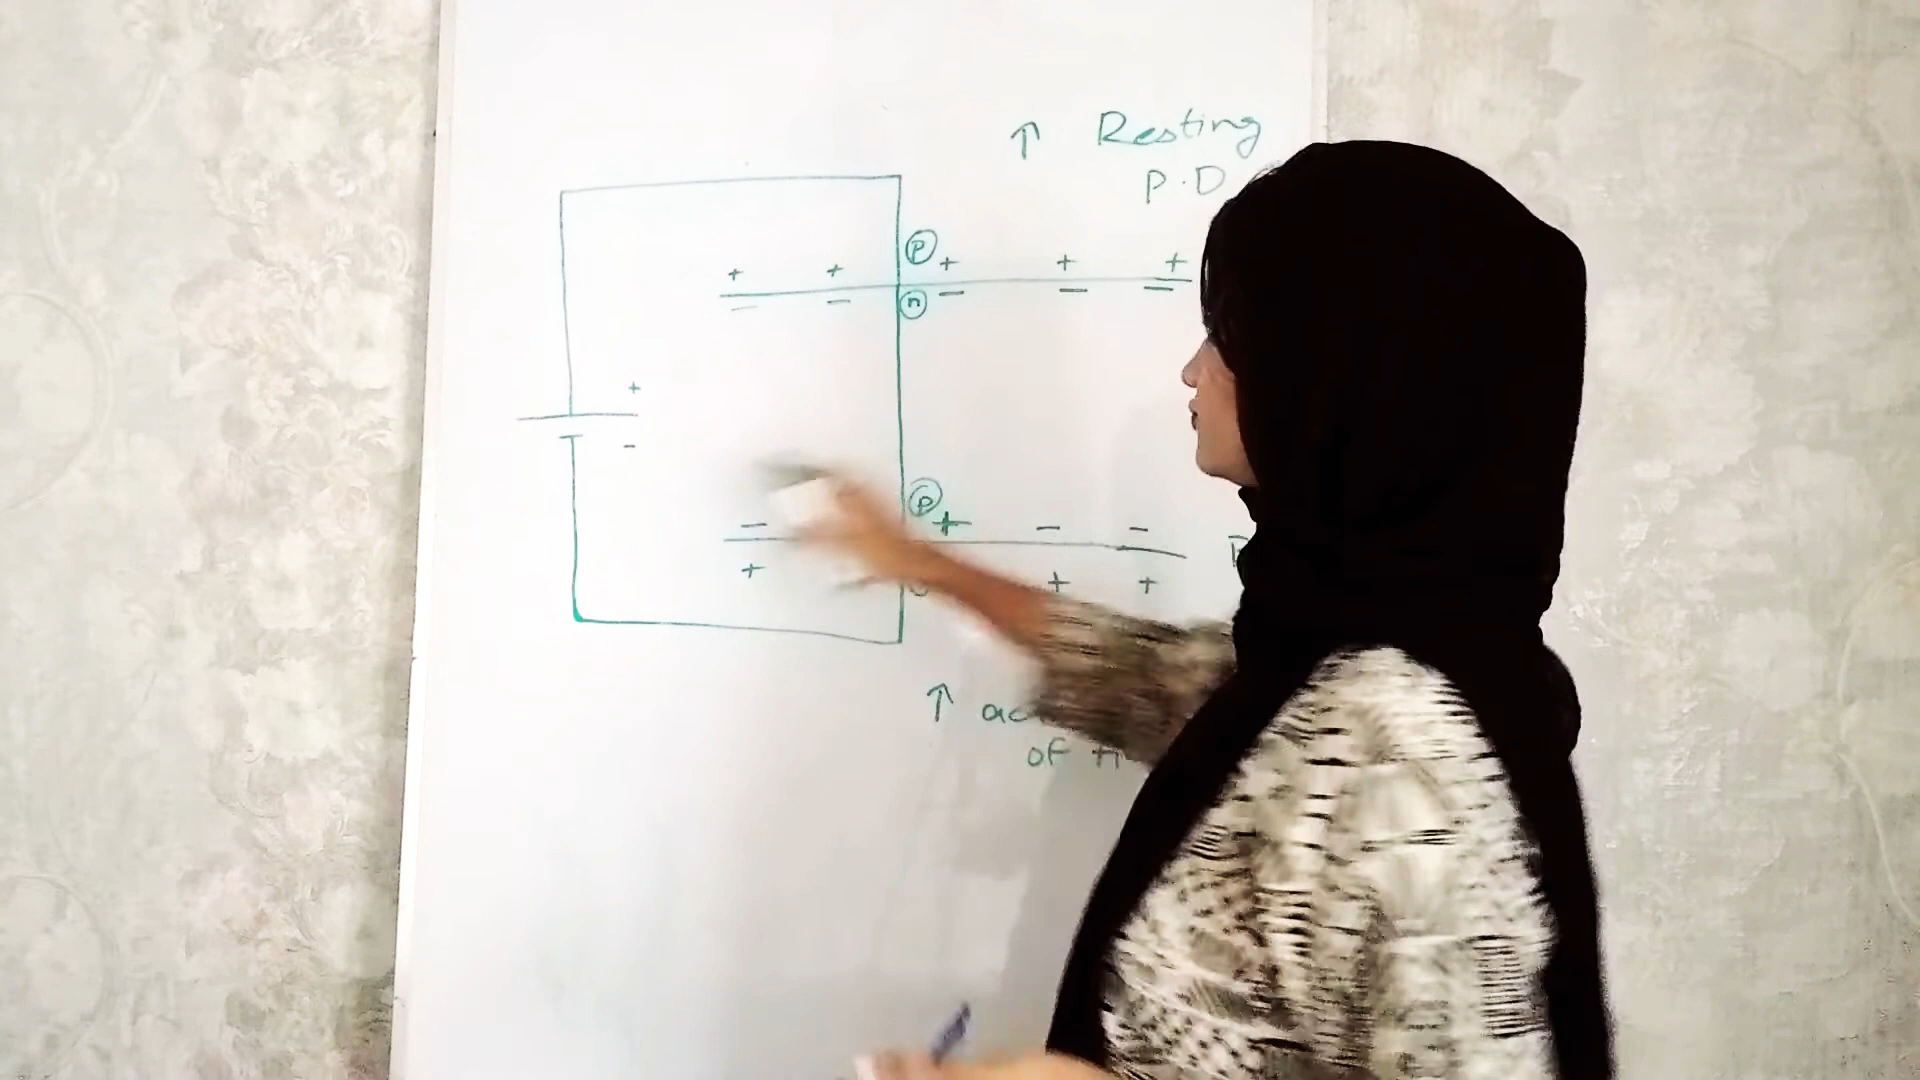 ↑ Resting
P.D
p
+ + + + +
n
− − − − −
+
−
p
− + − −
+ + +
↑
of